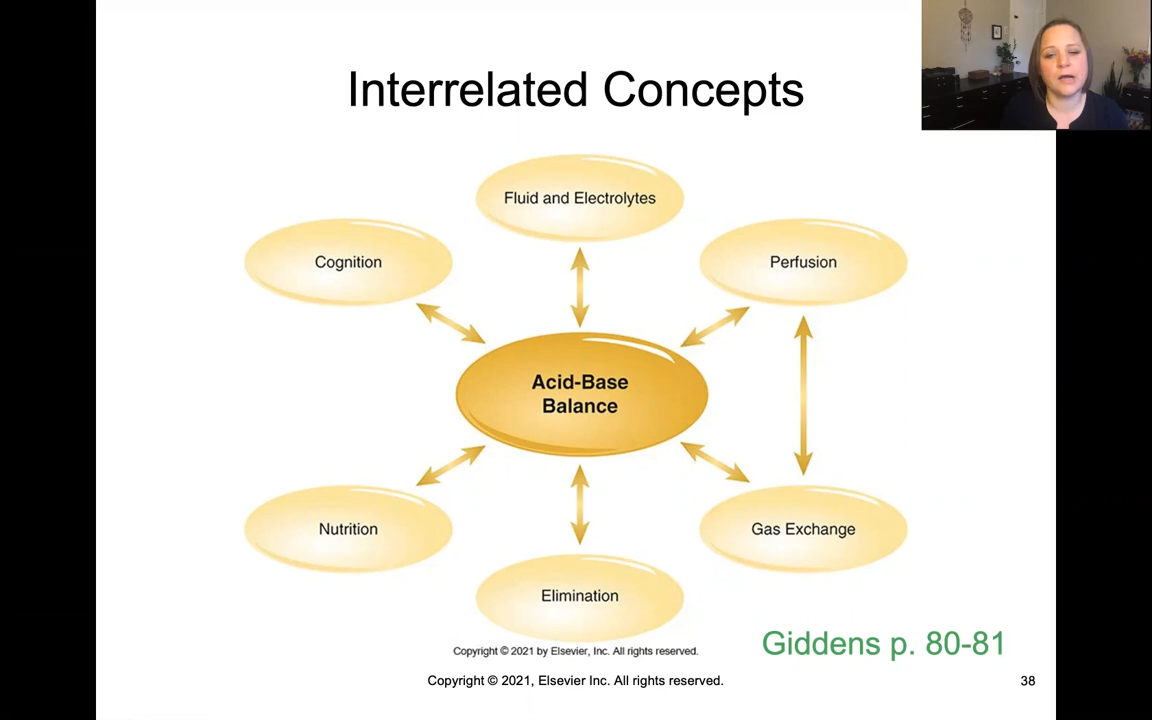 Interrelated Concepts
Fluid and Electrolytes
Cognition
Perfusion
Acid-Base
Balance
Nutrition
Gas Exchange
Elimination
Giddens p. 80-81
Copyright © 2021 by Elsevier, Inc. All rights reserved.
Copyright © 2021, Elsevier Inc. All rights reserved.
38